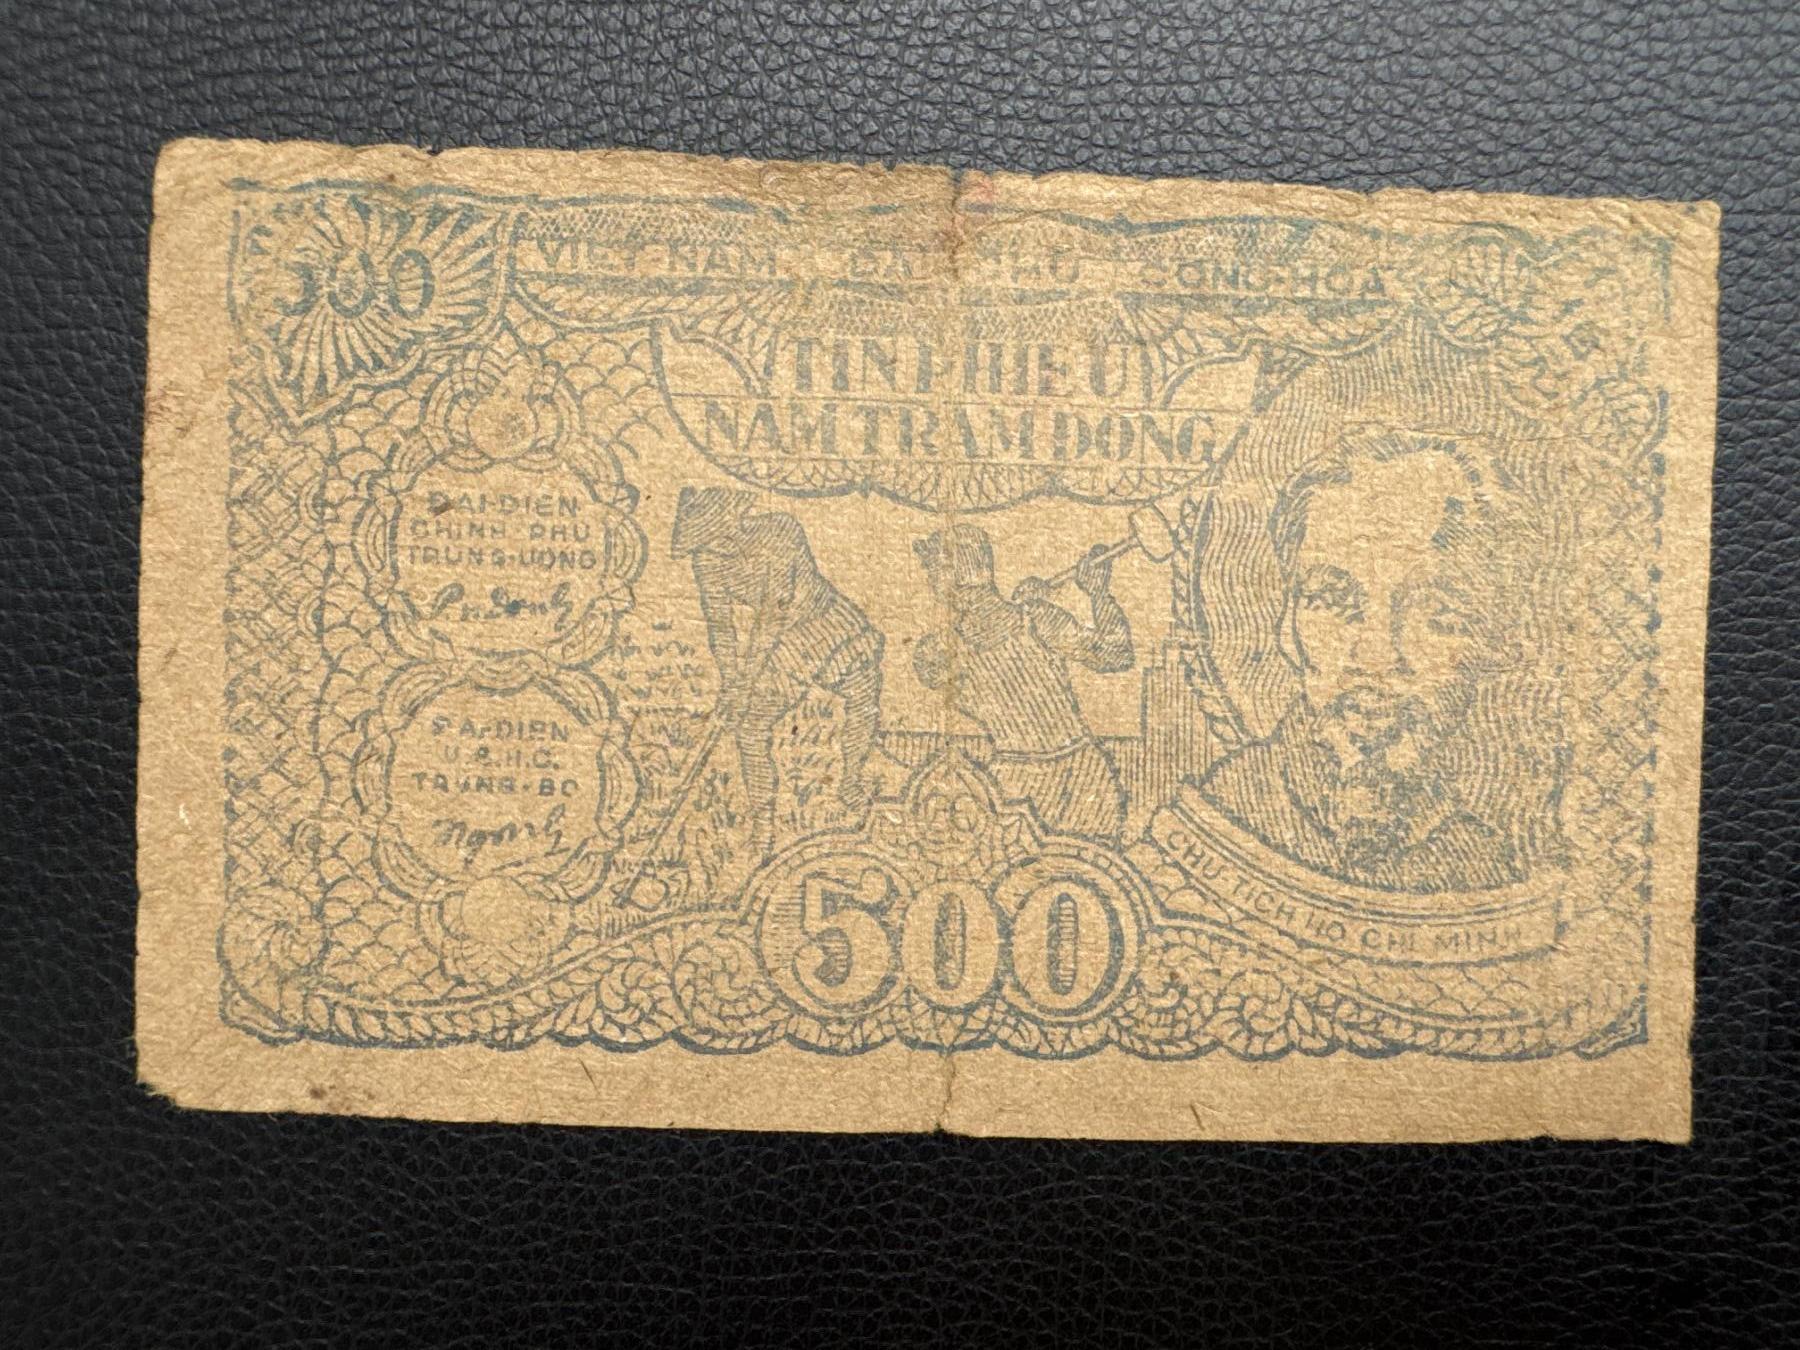 500
VIET-NAM DAN-CHU CONG-HOA
TIN PHIEU
NAM TRAM DONG
DAI-DIEN
CHINH PHU
TRUNG-UONG
DAI-DIEN
U.B.H.C.
TRUNG-BO
500
CHU TICH HO CHI MINH